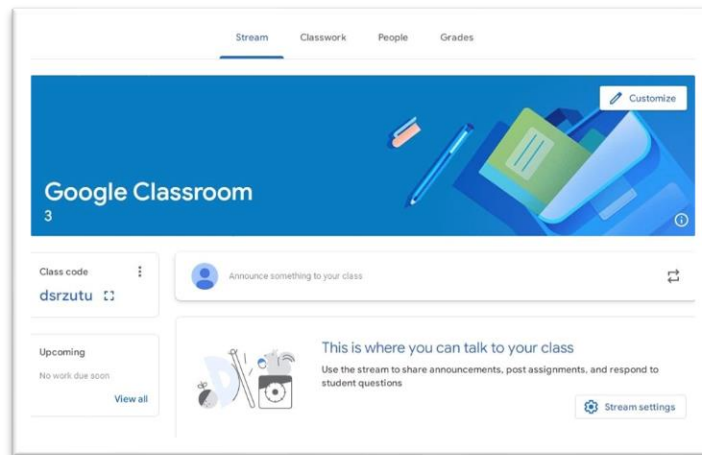 Stream Classwork People Grades
Customize
Google Classroom
3
Class code
dsrzutu
Announce something to your class
Upcoming
No work due soon
View all
This is where you can talk to your class
Use the stream to share announcements, post assignments, and respond to
student questions
Stream settings